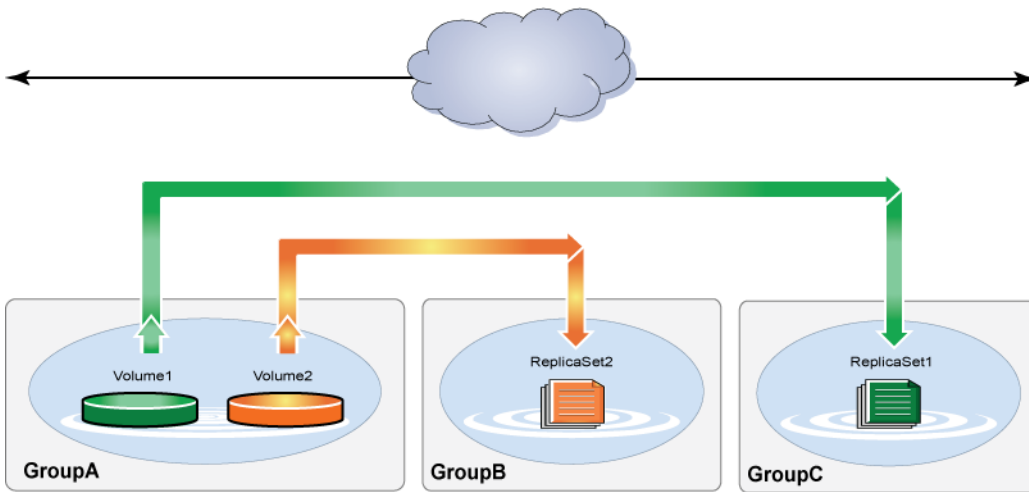 Volume1
Volume2
ReplicaSet2
ReplicaSet1
GroupA
GroupB
GroupC